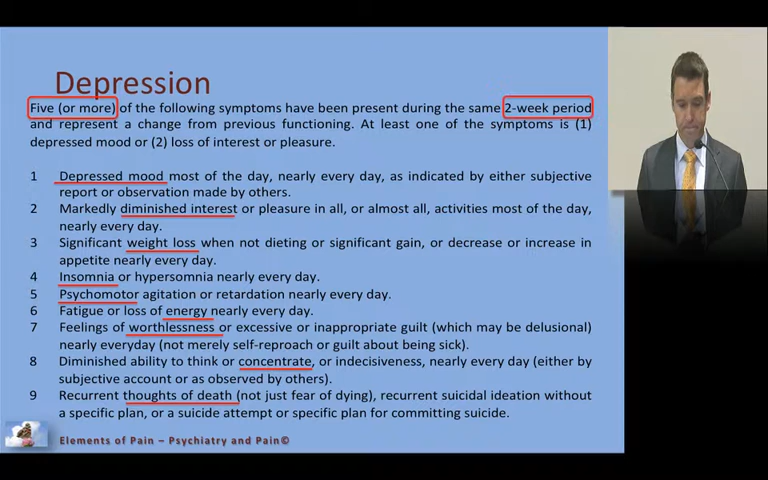 Depression
Five (or more) of the following symptoms have been present during the same 2-week period
and represent a change from previous functioning. At least one of the symptoms is (1)
depressed mood or (2) loss of interest or pleasure.
1 Depressed mood most of the day, nearly every day, as indicated by either subjective
report or observation made by others.
2 Markedly diminished interest or pleasure in all, or almost all, activities most of the day,
nearly every day.
3 Significant weight loss when not dieting or significant gain, or decrease or increase in
appetite nearly every day.
4 Insomnia or hypersomnia nearly every day.
5 Psychomotor agitation or retardation nearly every day.
6 Fatigue or loss of energy nearly every day.
7 Feelings of worthlessness or excessive or inappropriate guilt (which may be delusional)
nearly everyday (not merely self-reproach or guilt about being sick).
8 Diminished ability to think or concentrate, or indecisiveness, nearly every day (either by
subjective account or as observed by others).
9 Recurrent thoughts of death (not just fear of dying), recurrent suicidal ideation without
a specific plan, or a suicide attempt or specific plan for committing suicide.
Elements of Pain – Psychiatry and Pain©